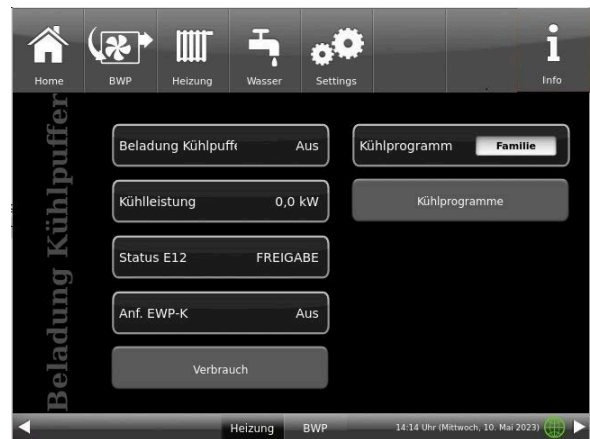 Home
BWP
Heizung
Wasser
Settings
Info
Beladung Kühlpuffer
Beladung Kühlpuffe Aus
Kühlprogramm Familie
Kühlleistung 0,0 kW
Kühlprogramme
Status E12 FREIGABE
Anf. EWP-K Aus
Verbrauch
Heizung BWP 14:14 Uhr (Mittwoch, 10. Mai 2023)